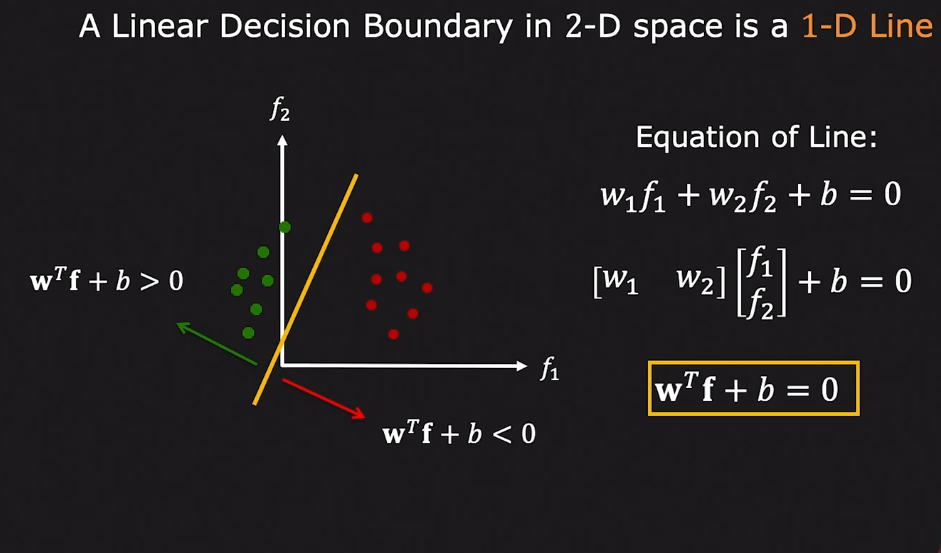 A Linear Decision Boundary in 2-D space is a 1-D Line
f₂
Equation of Line:
w₁f₁ + w₂f₂ + b = 0
wᵀf + b > 0
[w₁ w₂] [f₁ f₂] + b = 0
f₁
wᵀf + b = 0
wᵀf + b < 0